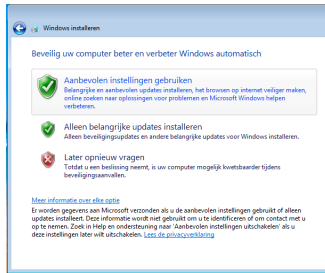 Windows installeren
Beveilig uw computer beter en verbeter Windows automatisch
Aanbevolen instellingen gebruiken
Belangrijke en aanbevolen updates installeren, het browsen op internet veiliger maken,
online zoeken naar oplossingen voor problemen en Microsoft Windows helpen
verbeteren.
Alleen belangrijke updates installeren
Alleen beveiligingsupdates en andere belangrijke updates voor Windows installeren.
Later opnieuw vragen
Totdat u een beslissing neemt, is uw computer mogelijk kwetsbaarder tijdens
beveiligingsaanvallen.
Meer informatie over elke optie
Er worden gegevens aan Microsoft verzonden als u de aanbevolen instellingen gebruikt of alleen
updates installeert. Deze informatie wordt niet gebruikt om u te identificeren of om contact met u
op te nemen. Zoek in Help en ondersteuning naar 'Aanbevolen instellingen uitschakelen' als u
deze instellingen later wilt uitschakelen. Lees de privacyverklaring